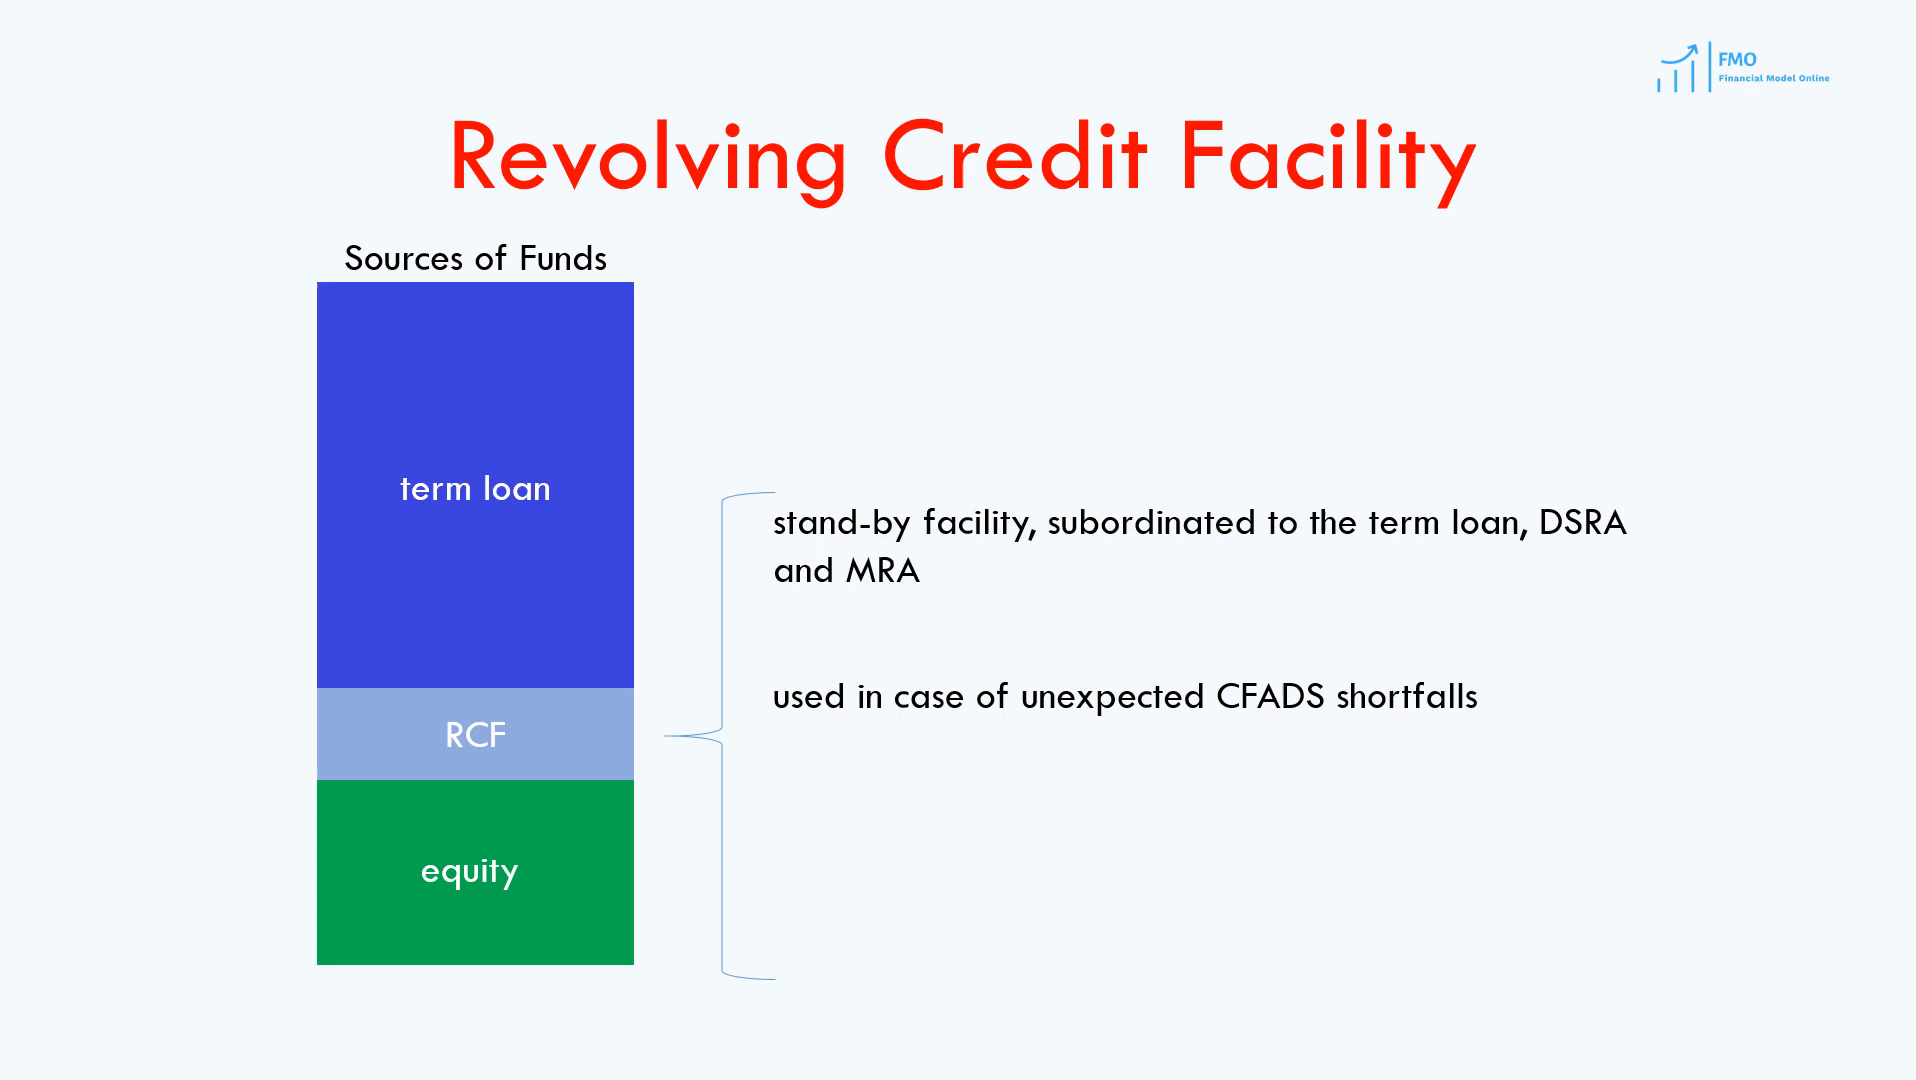 FMO
Financial Model Online
Revolving Credit Facility
Sources of Funds
term loan
RCF
equity
stand-by facility, subordinated to the term loan, DSRA
and MRA
used in case of unexpected CFADS shortfalls